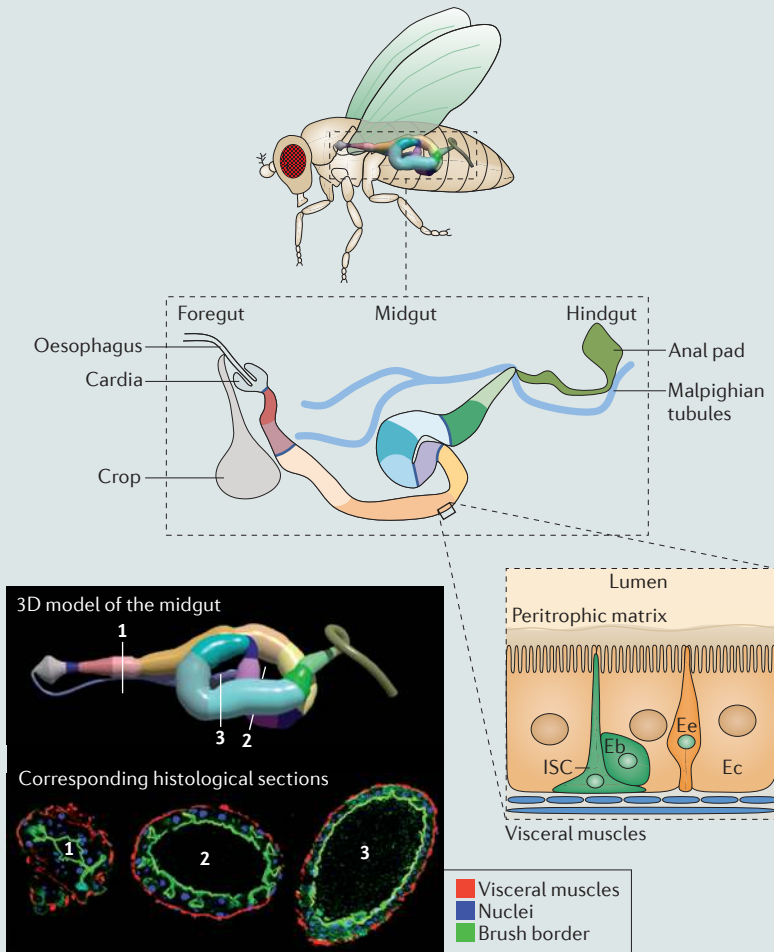 Foregut
Midgut
Hindgut
Oesophagus
Cardia
Crop
Anal pad
Malpighian
tubules
3D model of the midgut
1
3
2
Corresponding histological sections
1
2
3
Lumen
Peritrophic matrix
Ee
Eb
ISC
Ec
Visceral muscles
Visceral muscles
Nuclei
Brush border